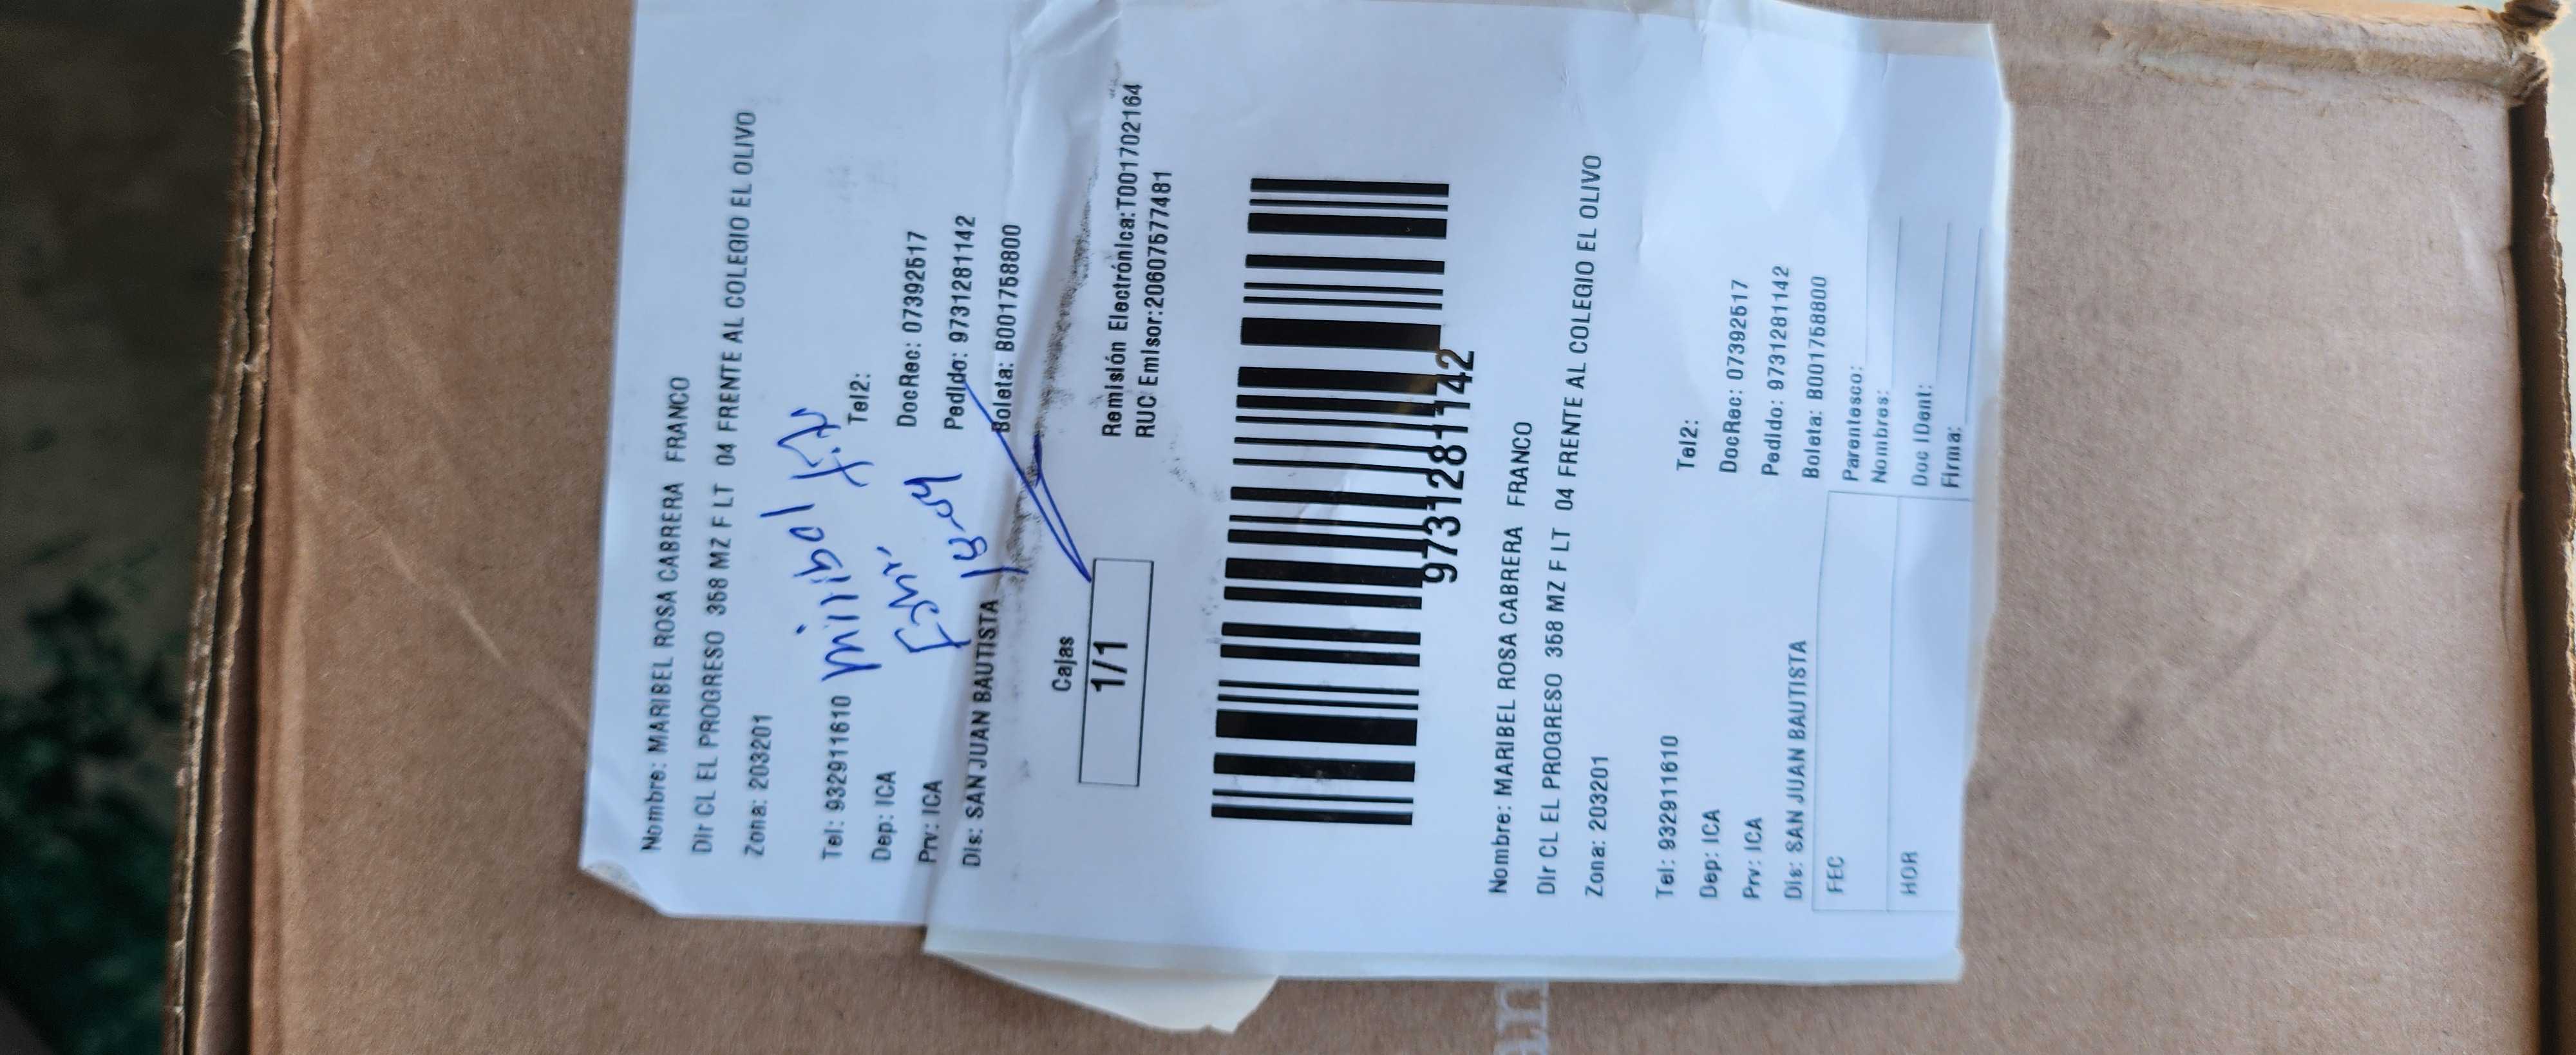 Nombre: MARIBEL ROSA CABRERA FRANCO
Dir CL EL PROGRESO 358 MZ F LT 04 FRENTE AL COLEGIO EL OLIVO
Zona: 203201
Tel: 932911610 Tel2:
Dep: ICA DocRec: 07392517
Prv: ICA Pedido: 9731281142
Dis: SAN JUAN BAUTISTA Boleta: B001758800
Cajas
1/1
Remisión Electrónica:T001702164
RUC Emisor:20607577481
9731281142
Nombre: MARIBEL ROSA CABRERA FRANCO
Dir CL EL PROGRESO 358 MZ F LT 04 FRENTE AL COLEGIO EL OLIVO
Zona: 203201
Tel: 932911610 Tel2:
Dep: ICA DocRec: 07392517
Prv: ICA Pedido: 9731281142
Dis: SAN JUAN BAUTISTA Boleta: B001758800
FEC Parentesco:
Nombres:
HOR Doc IDent:
Firma: